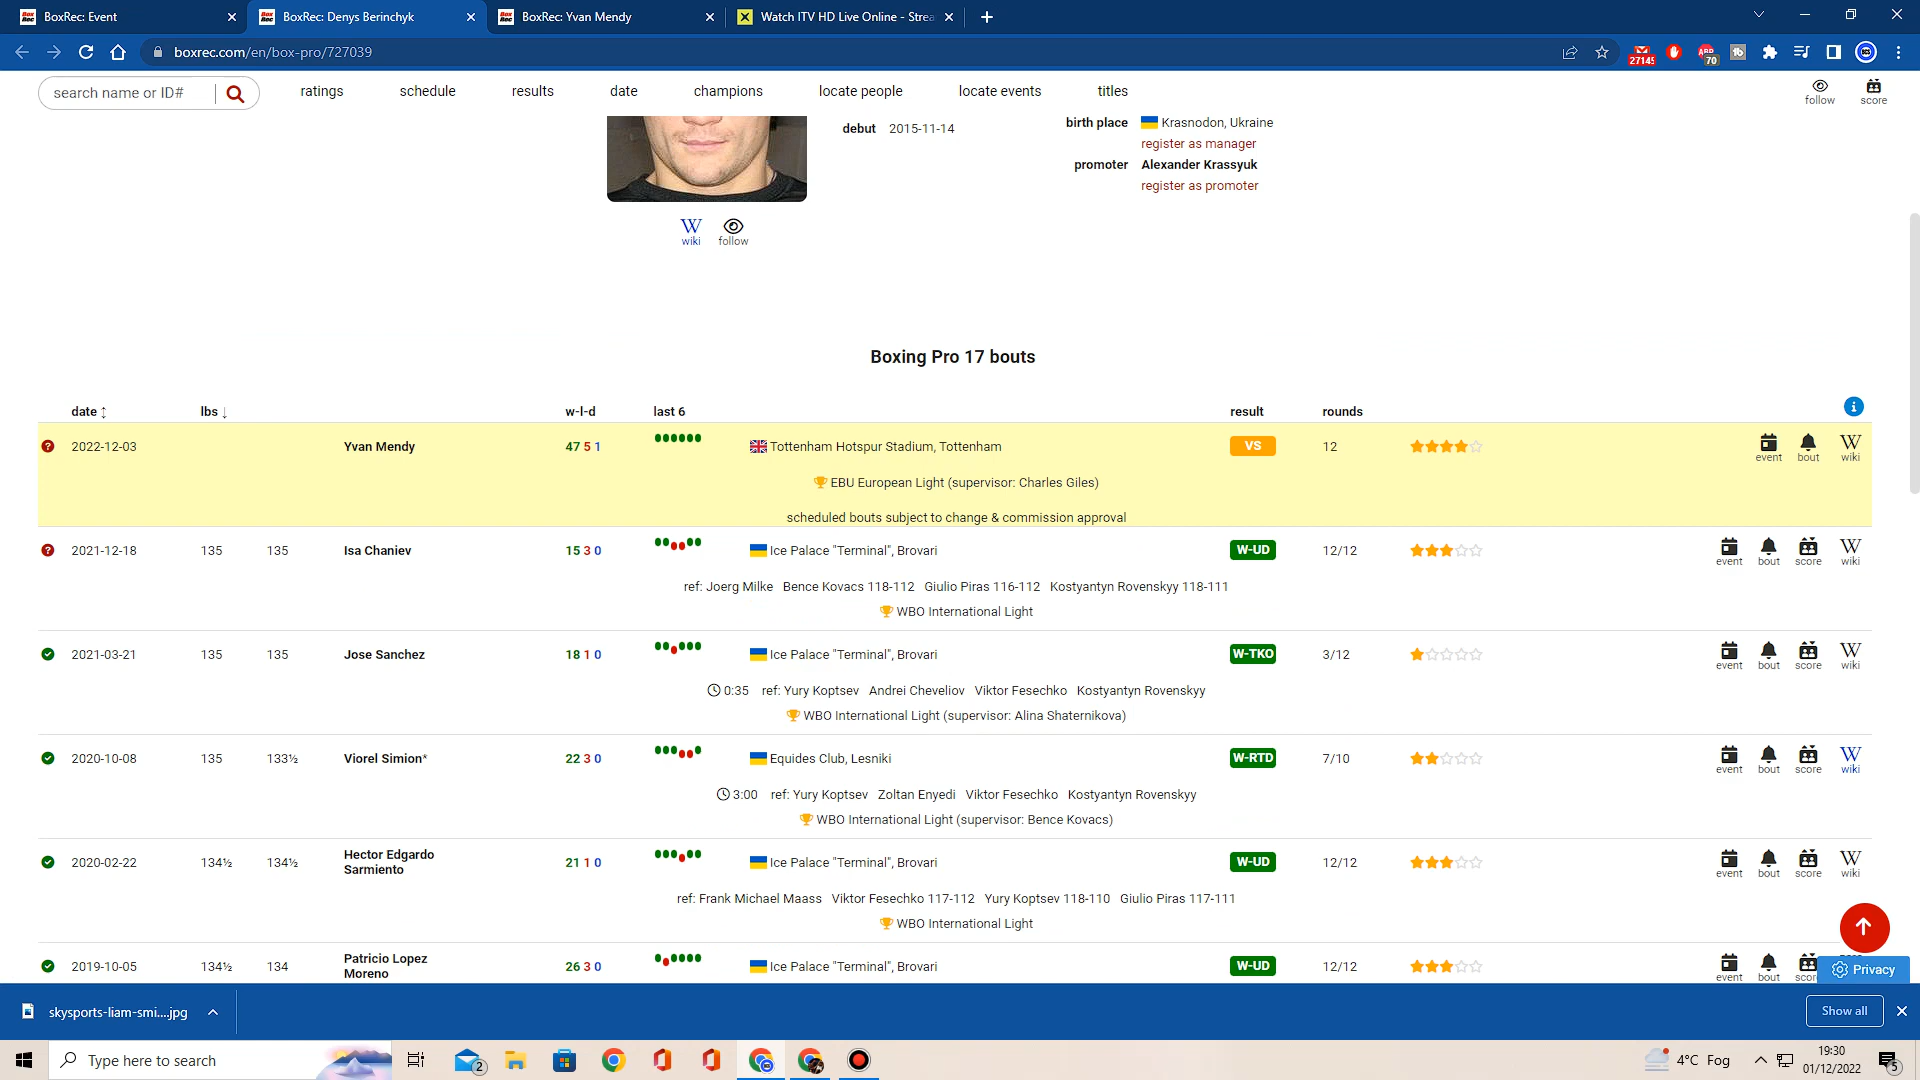 BoxRec: Event
BoxRec: Denys Berinchyk
BoxRec: Yvan Mendy
Watch ITV HD Live Online - Strea
boxrec.com/en/box-pro/727039
27145
70
search name or ID#
ratings
schedule
results
date
champions
locate people
locate events
titles
follow
score
debut 2015-11-14
birth place Krasnodon, Ukraine
register as manager
promoter Alexander Krassyuk
register as promoter
W
wiki
follow
Boxing Pro 17 bouts
date lbs w-l-d last 6 result rounds
2022-12-03 Yvan Mendy 47 5 1 Tottenham Hotspur Stadium, Tottenham VS 12 event bout wiki
EBU European Light (supervisor: Charles Giles)
scheduled bouts subject to change & commission approval
2021-12-18 135 135 Isa Chaniev 15 3 0 Ice Palace "Terminal", Brovari W-UD 12/12 event bout score wiki
ref: Joerg Milke Bence Kovacs 118-112 Giulio Piras 116-112 Kostyantyn Rovenskyy 118-111
WBO International Light
2021-03-21 135 135 Jose Sanchez 18 1 0 Ice Palace "Terminal", Brovari W-TKO 3/12 event bout score wiki
0:35 ref: Yury Koptsev Andrei Cheveliov Viktor Fesechko Kostyantyn Rovenskyy
WBO International Light (supervisor: Alina Shaternikova)
2020-10-08 135 133½ Viorel Simion* 22 3 0 Equides Club, Lesniki W-RTD 7/10 event bout score wiki
3:00 ref: Yury Koptsev Zoltan Enyedi Viktor Fesechko Kostyantyn Rovenskyy
WBO International Light (supervisor: Bence Kovacs)
2020-02-22 134½ 134½ Hector Edgardo Sarmiento 21 1 0 Ice Palace "Terminal", Brovari W-UD 12/12 event bout score wiki
ref: Frank Michael Maass Viktor Fesechko 117-112 Yury Koptsev 118-110 Giulio Piras 117-111
WBO International Light
2019-10-05 134½ 134 Patricio Lopez Moreno 26 3 0 Ice Palace "Terminal", Brovari W-UD 12/12 event bout
Privacy
skysports-liam-smi....jpg
Show all
Type here to search
2
4°C Fog
19:30
01/12/2022
5